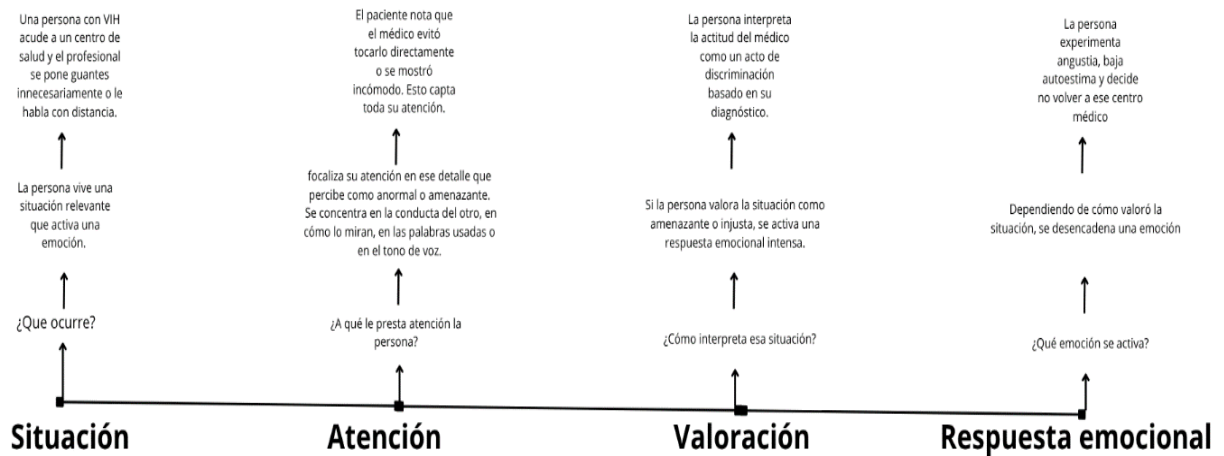 Una persona con VIH
acude a un centro de
salud y el profesional
se pone guantes
innecesariamente o le
habla con distancia.
La persona vive una
situación relevante
que activa una
emoción.
¿Que ocurre?
Situación
El paciente nota que
el médico evitó
tocarlo directamente
o se mostró
incómodo. Esto capta
toda su atención.
focaliza su atención en ese detalle que
percibe como anormal o amenazante.
Se concentra en la conducta del otro, en
cómo lo miran, en las palabras usadas o
en el tono de voz.
¿A qué le presta atención la
persona?
Atención
La persona interpreta
la actitud del médico
como un acto de
discriminación
basado en su
diagnóstico.
Si la persona valora la situación como
amenazante o injusta, se activa una
respuesta emocional intensa.
¿Cómo interpreta esa situación?
Valoración
La persona
experimenta
angustia, baja
autoestima y decide
no volver a ese centro
médico
Dependiendo de cómo valoró la
situación, se desencadena una emoción
¿Qué emoción se activa?
Respuesta emocional